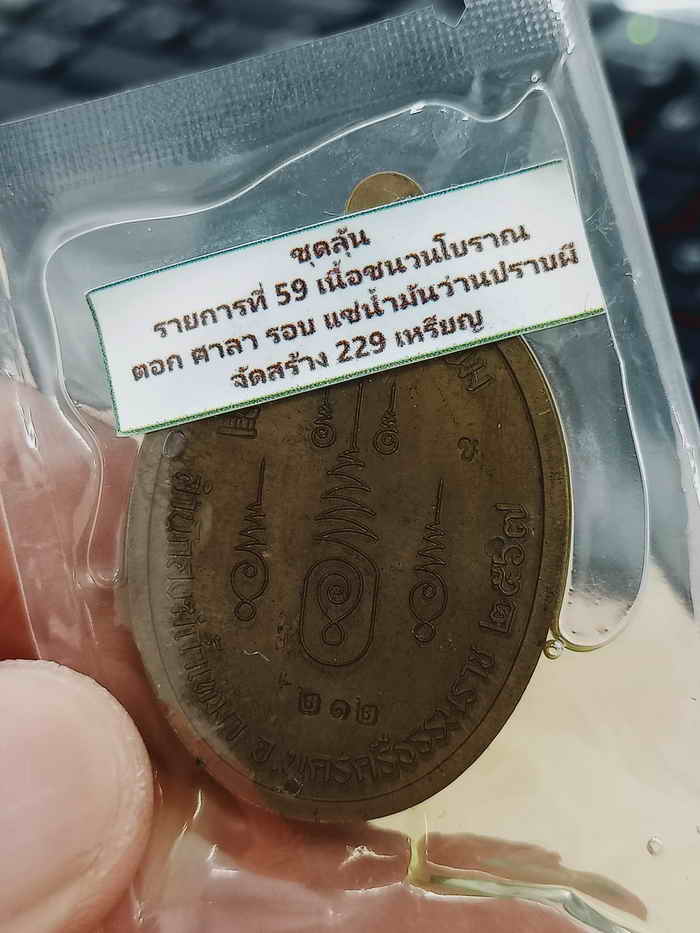 ชุดลุ้น
รายการที่ 59 เนื้อชนวนโบราณ
ตอก ศาลา รอบ แช่น้ำมันว่านปราบผี
จัดสร้าง 229 เหรียญ
อ.นครศรีธรรมราช ๒๕๖๗
๒๑๒